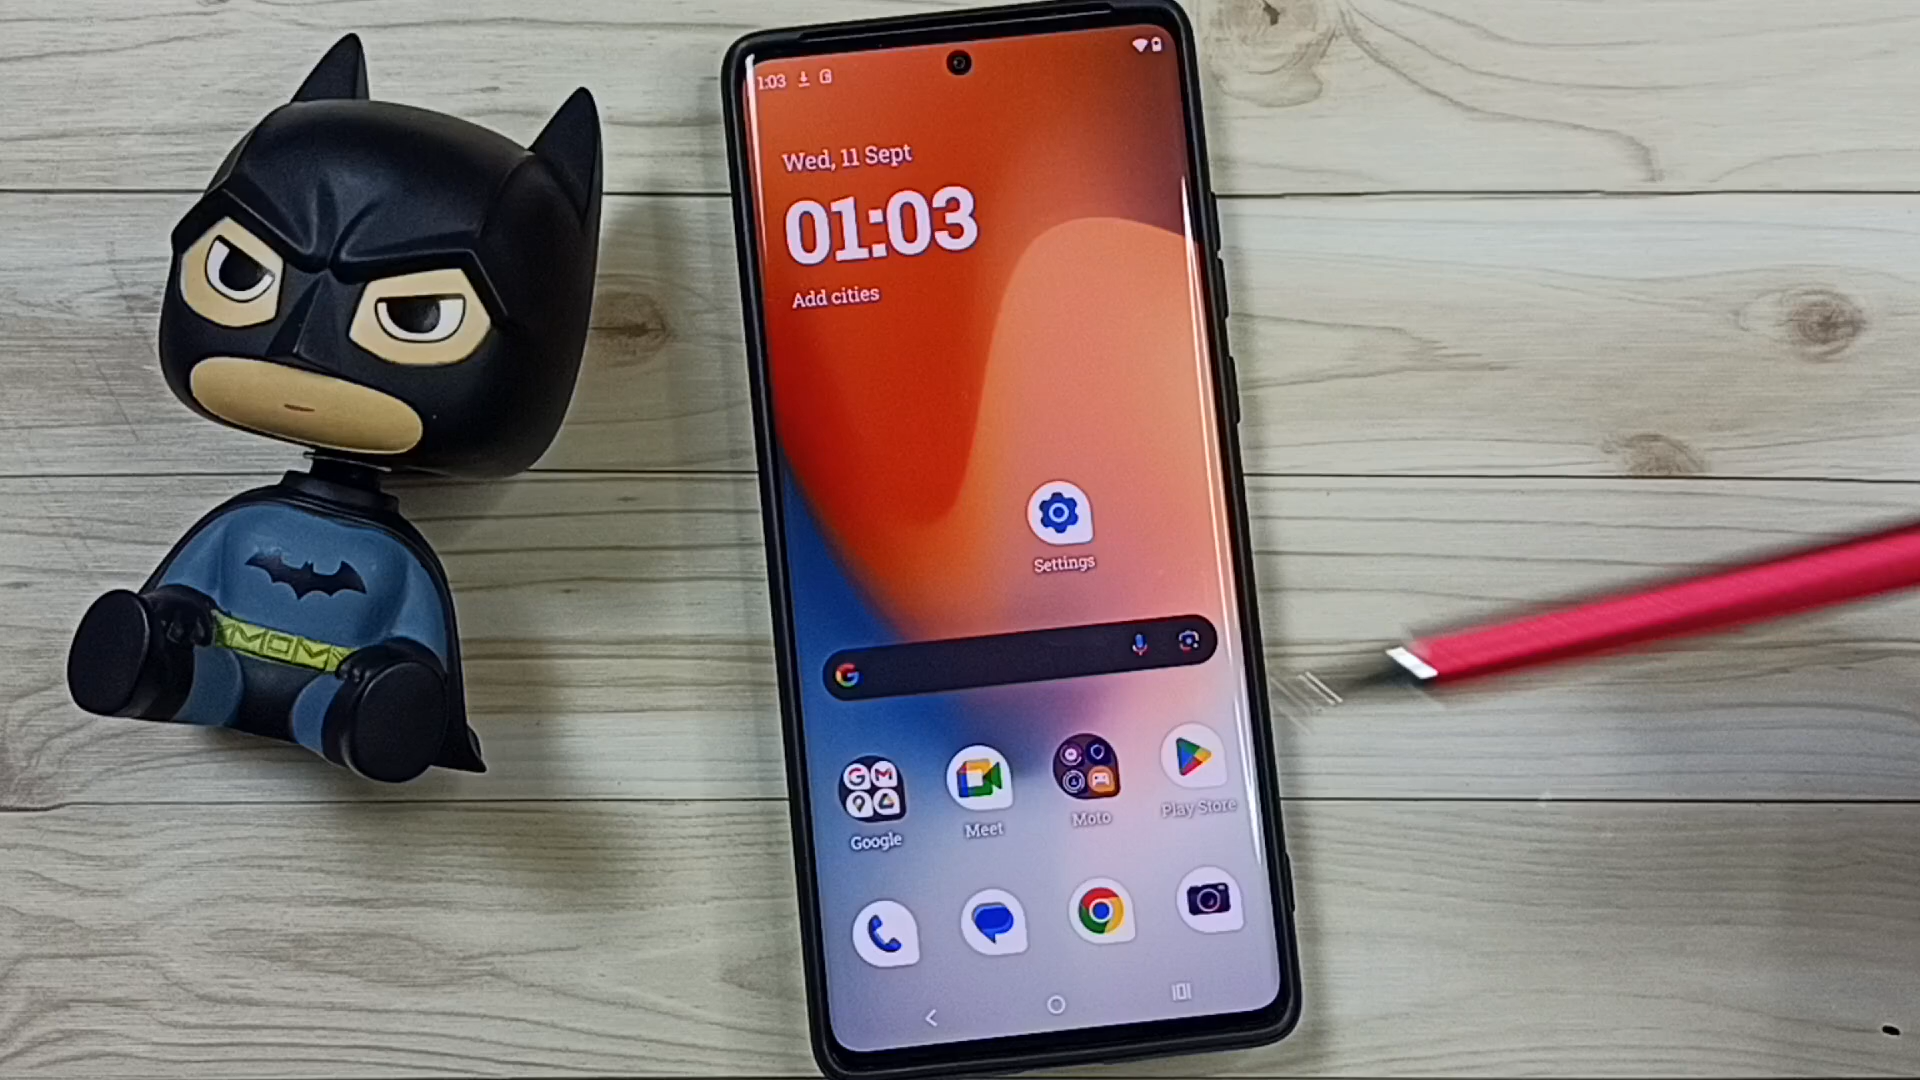 1:03
Wed, 11 Sept
01:03
Add cities
Settings
Google
Meet
Moto
Play Store